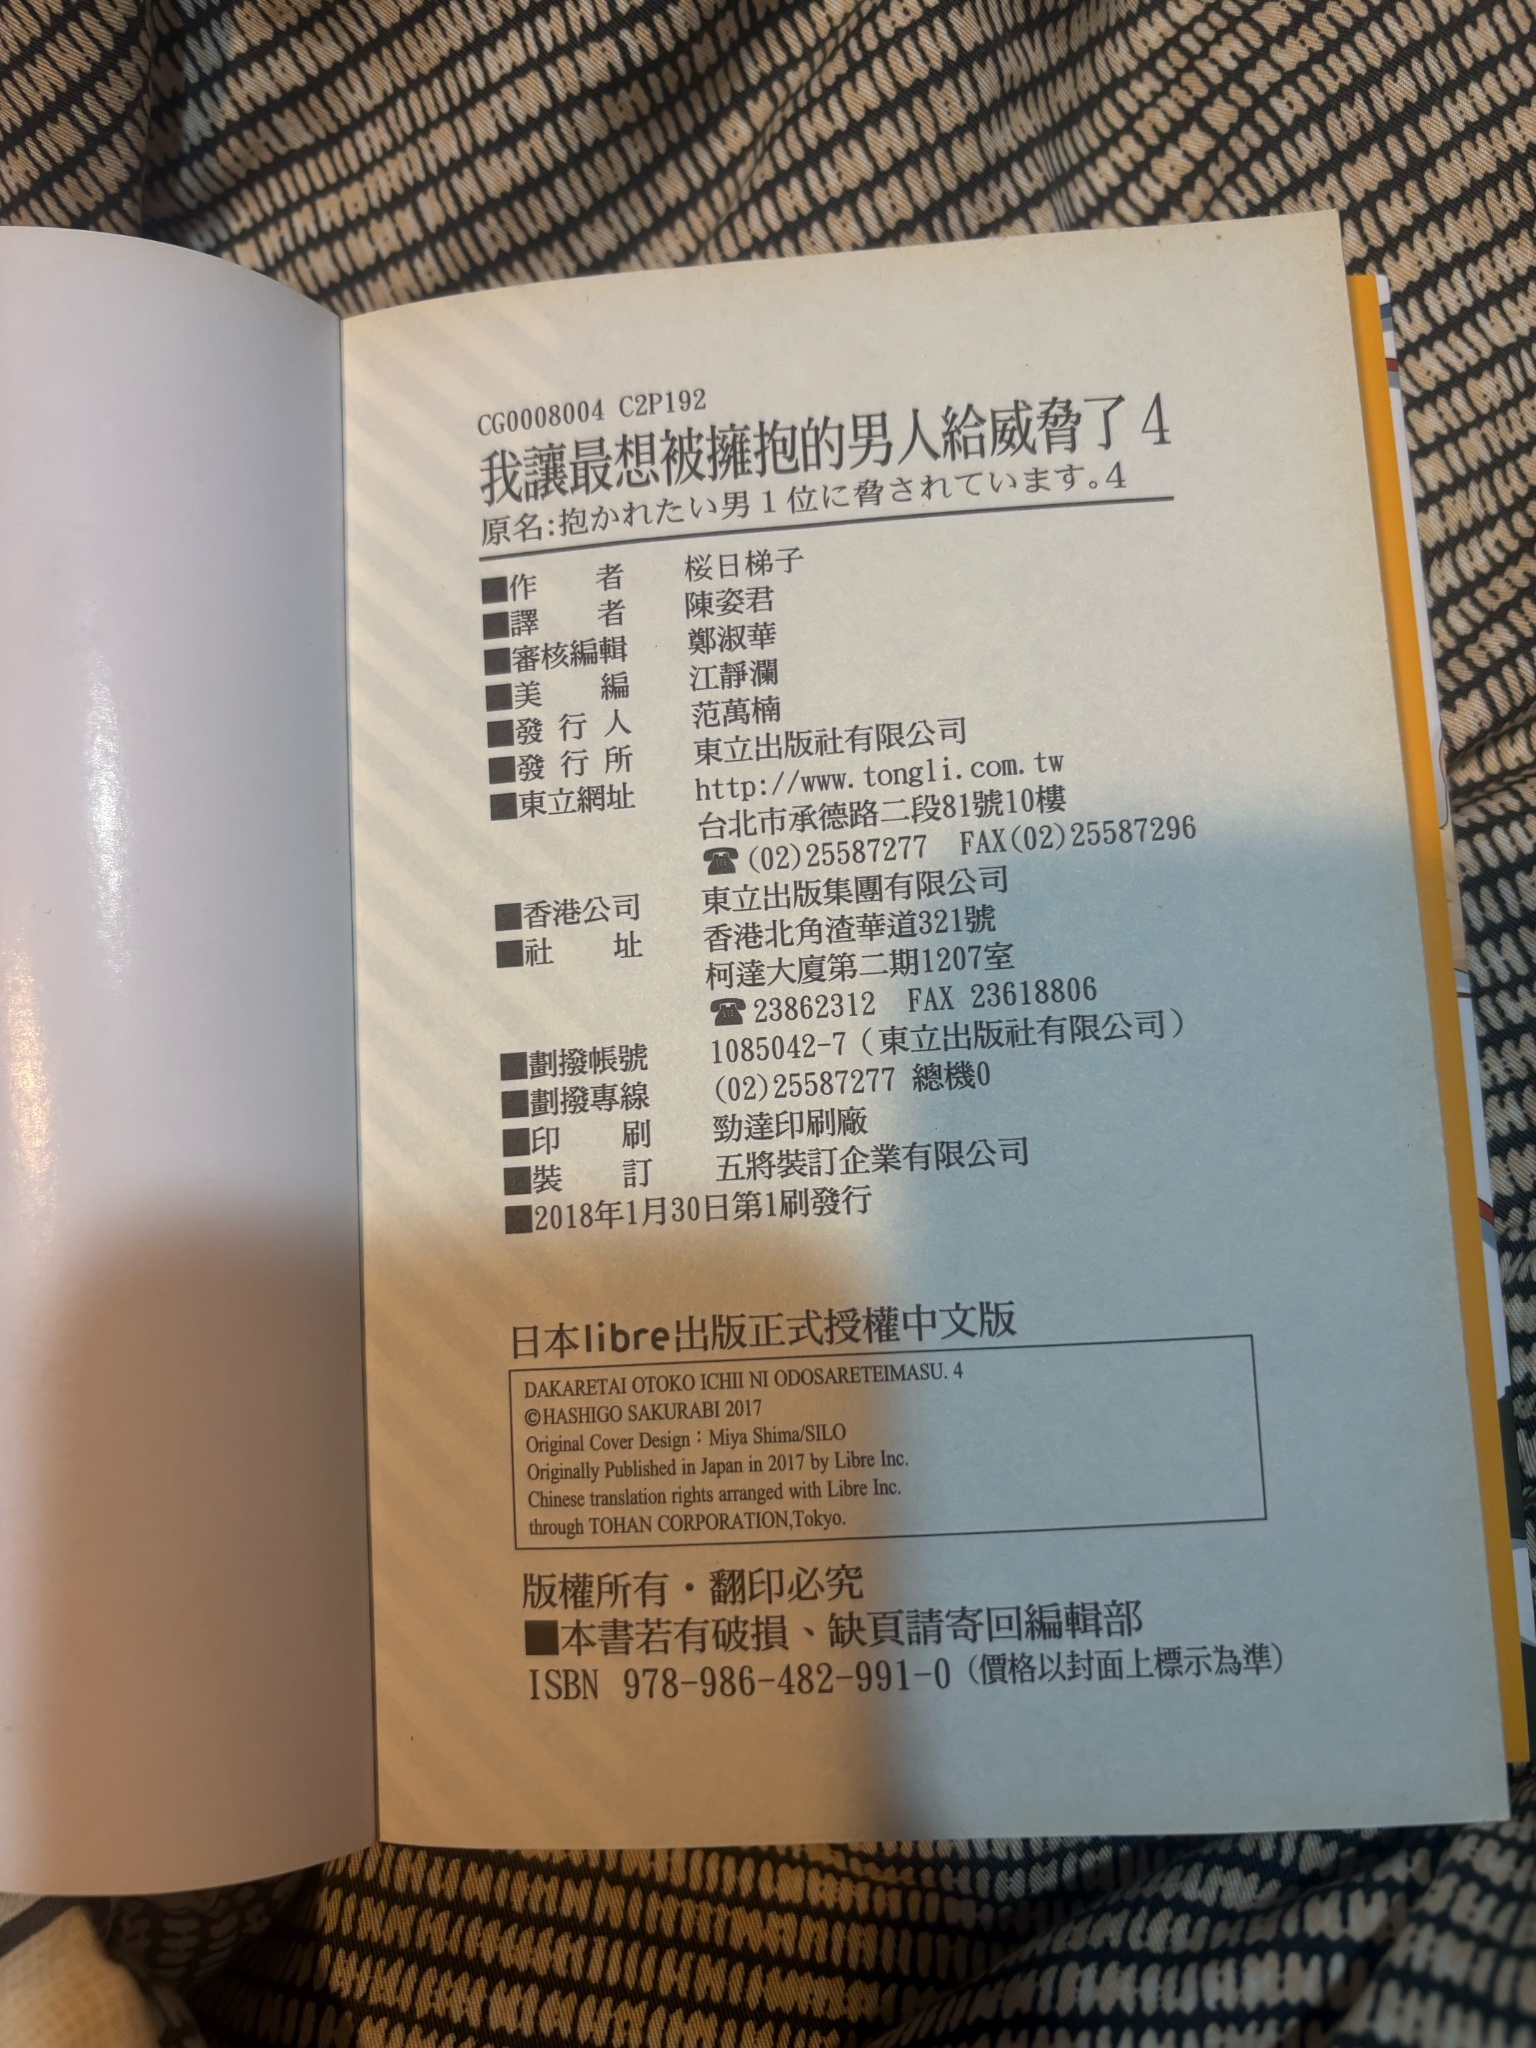 CG0008004 C2P192
我讓最想被擁抱的男人給威脅了 4
原名:抱かれたい男1位に脅されています。4
■作 者 桜日梯子
■譯 者 陳姿君
■審核編輯 鄭淑華
■美 編 江靜瀾
■發 行 人 范萬楠
■發 行 所 東立出版社有限公司
■東立網址 http://www.tongli.com.tw
台北市承德路二段81號10樓
☎(02)25587277 FAX(02)25587296
■香港公司 東立出版集團有限公司
■社 址 香港北角渣華道321號
柯達大廈第二期1207室
☎23862312 FAX 23618806
■劃撥帳號 1085042-7(東立出版社有限公司)
■劃撥專線 (02)25587277 總機0
■印 刷 勁達印刷廠
■裝 訂 五將裝訂企業有限公司
■2018年1月30日第1刷發行
日本libre出版正式授權中文版
DAKARETAI OTOKO ICHII NI ODOSARETEIMASU. 4
©HASHIGO SAKURABI 2017
Original Cover Design:Miya Shima/SILO
Originally Published in Japan in 2017 by Libre Inc.
Chinese translation rights arranged with Libre Inc.
through TOHAN CORPORATION,Tokyo.
版權所有・翻印必究
■本書若有破損、缺頁請寄回編輯部
ISBN 978-986-482-991-0(價格以封面上標示為準)